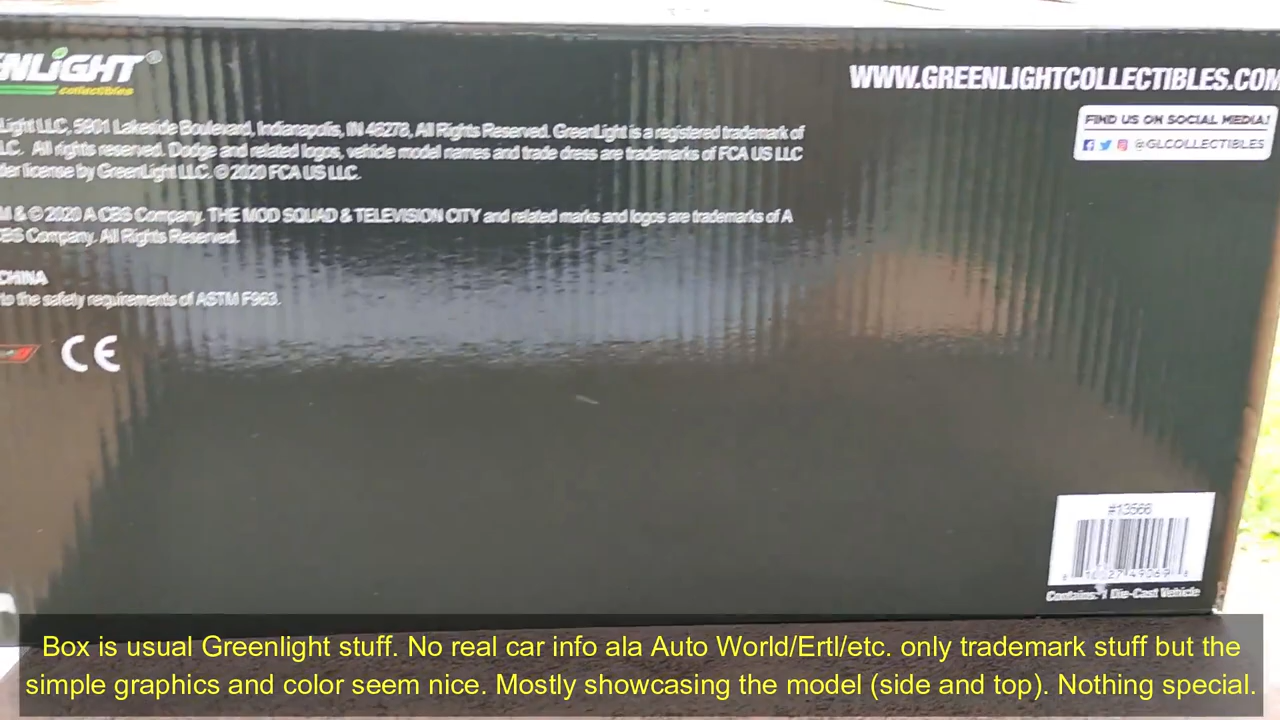 ENLiGHT®
collectibles
WWW.GREENLIGHTCOLLECTIBLES.COM
FIND US ON SOCIAL MEDIA!
@GLCOLLECTIBLES
Light LLC, 5901 Lakeside Boulevard, Indianapolis, IN 46278, All Rights Reserved. GreenLight is a registered trademark of
LC. All rights reserved. Dodge and related logos, vehicle model names and trade dress are trademarks of FCA US LLC
der license by GreenLight LLC. © 2020 FCA US LLC.
M & © 2020 A CBS Company. THE MOD SQUAD & TELEVISION CITY and related marks and logos are trademarks of A
CBS Company. All Rights Reserved.
CHINA
to the safety requirements of ASTM F963.
CE
#13566
Contains: 1 Die-Cast Vehicle
Box is usual Greenlight stuff. No real car info ala Auto World/Ertl/etc. only trademark stuff but the
simple graphics and color seem nice. Mostly showcasing the model (side and top). Nothing special.